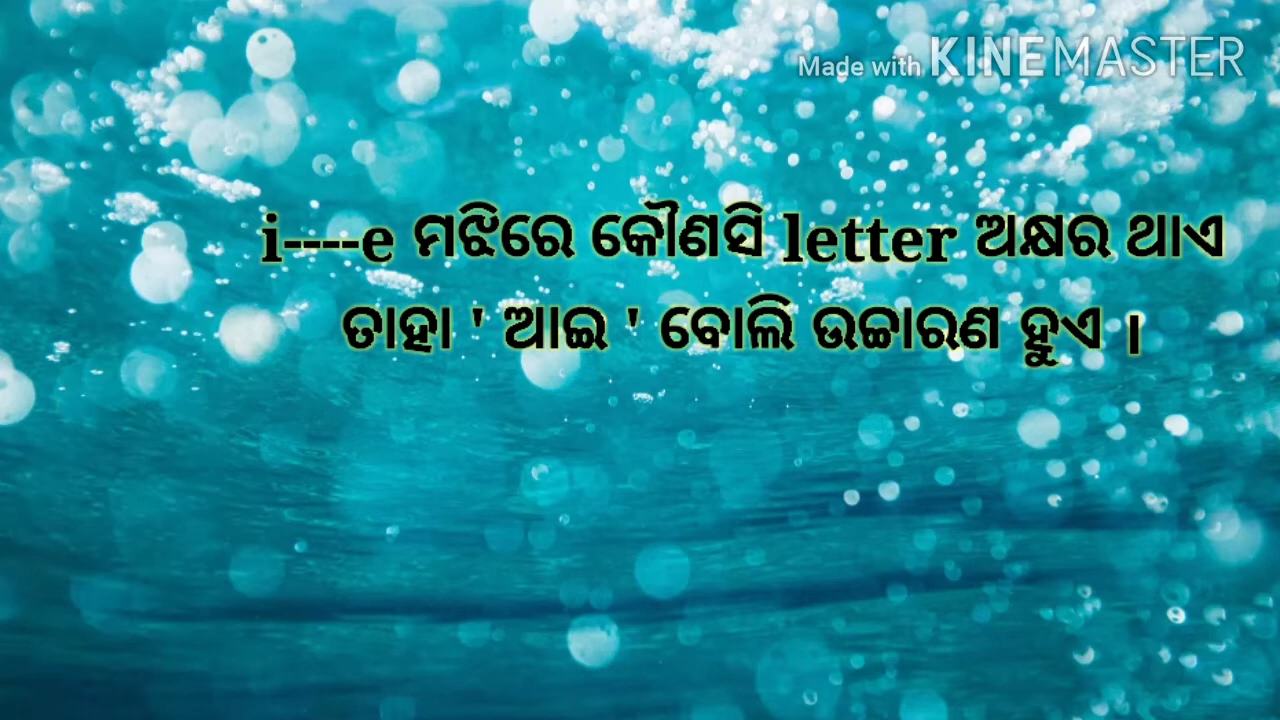 Made with KINEMASTER
i----e ମଝିରେ କୌଣସି letter ଅକ୍ଷର ଥାଏ
ତାହା ' ଆଇ ' ବୋଲି ଉଚ୍ଚାରଣ ହୁଏ ।